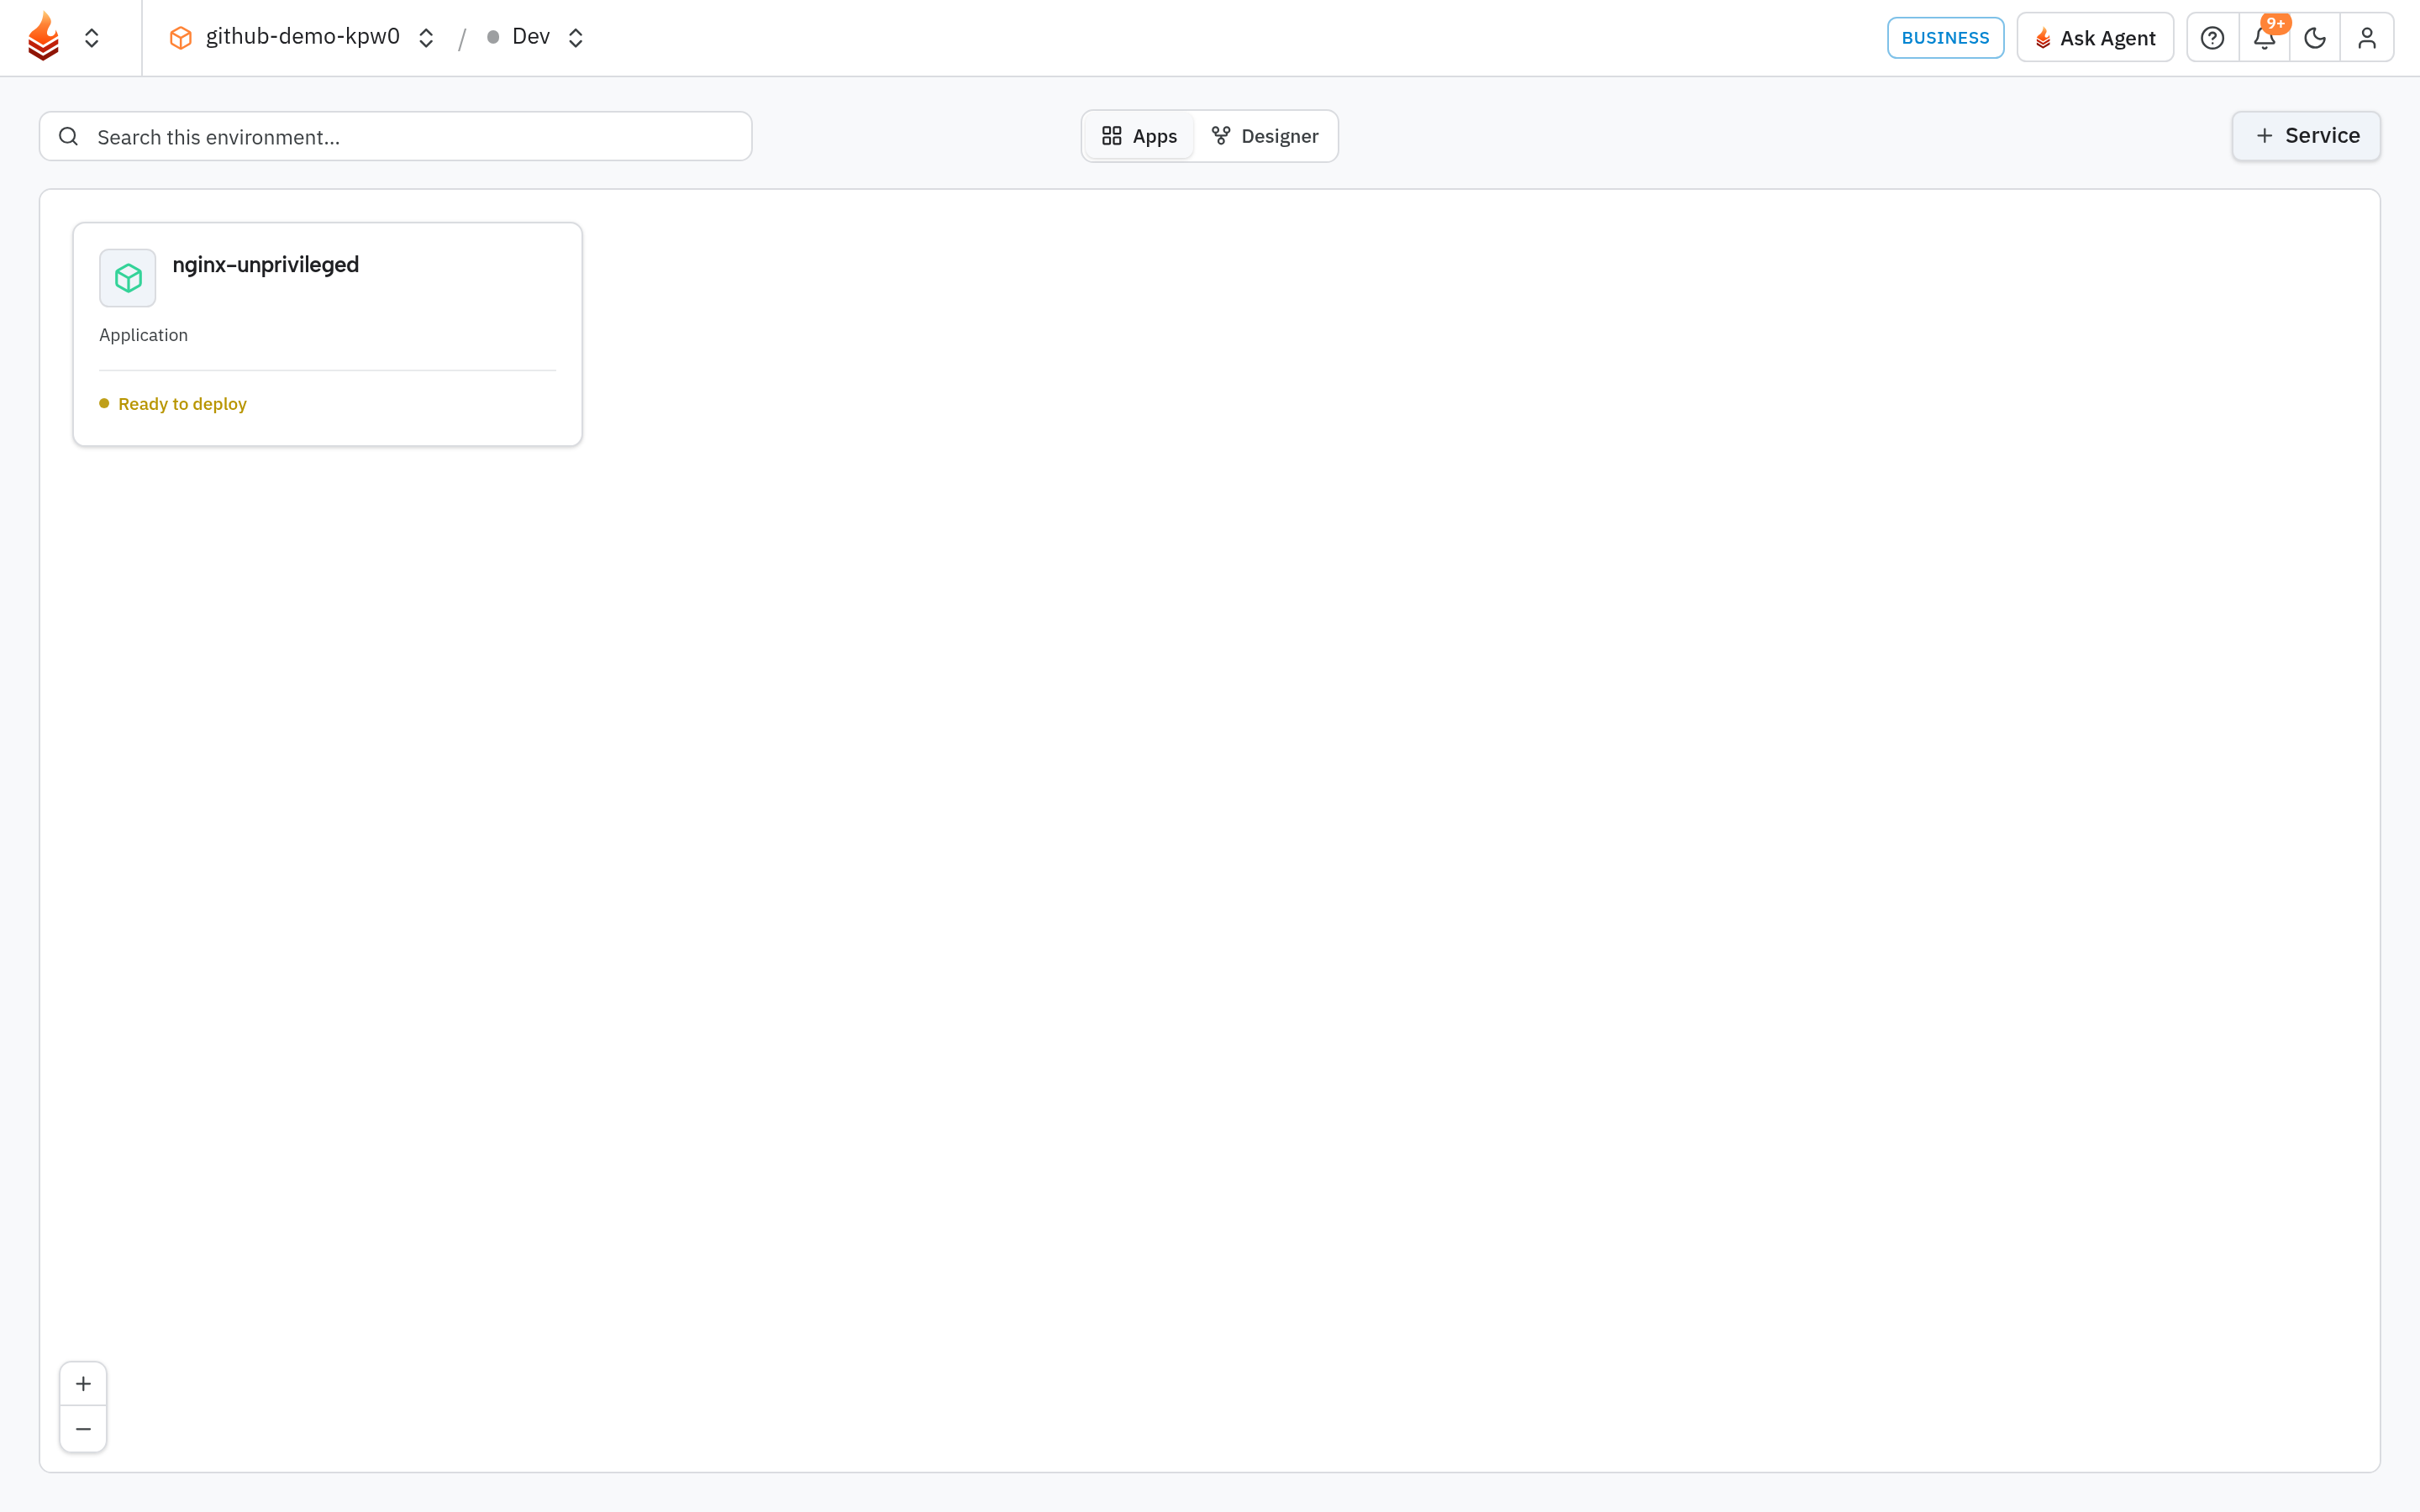 github-demo-kpw0 / Dev
BUSINESS
Ask Agent
9+
Search this environment...
Apps
Designer
+ Service
nginx-unprivileged
Application
Ready to deploy
+
−